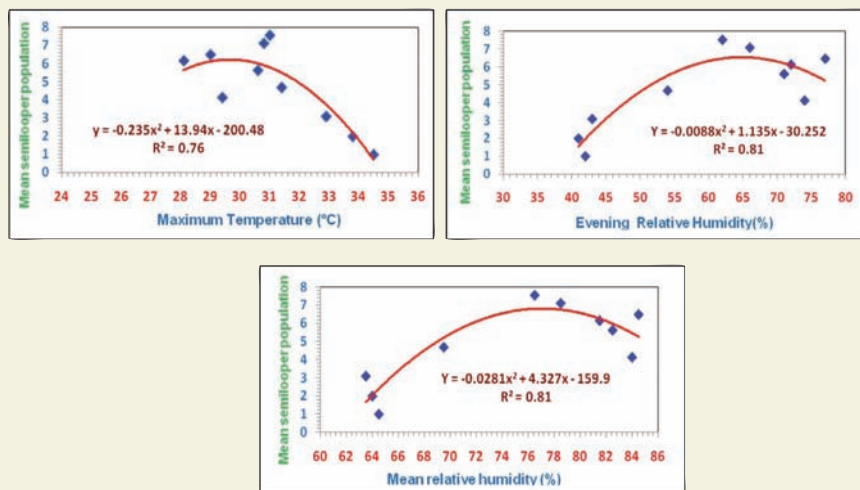 Mean semilooper population
8
7
6
5
4
3
2
1
0
y = -0.235x² + 13.94x - 200.48
R² = 0.76
24 25 26 27 28 29 30 31 32 33 34 35 36
Maximum Temperature (°C)
Mean semilooper population
8
7
6
5
4
3
2
1
0
Y = -0.0088x² + 1.135x - 30.252
R² = 0.81
30 35 40 45 50 55 60 65 70 75 80
Evening Relative Humidity(%)
Mean semilooper population
8
7
6
5
4
3
2
1
0
Y = -0.0281x² + 4.327x - 159.9
R² = 0.81
60 62 64 66 68 70 72 74 76 78 80 82 84 86
Mean relative humidity (%)